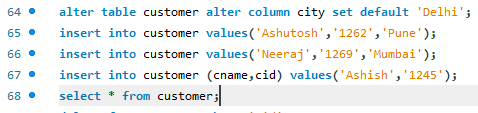 64 alter table customer alter column city set default 'Delhi';
65 insert into customer values('Ashutosh','1262','Pune');
66 insert into customer values('Neeraj','1269','Mumbai');
67 insert into customer (cname,cid) values('Ashish','1245');
68 select * from customer;